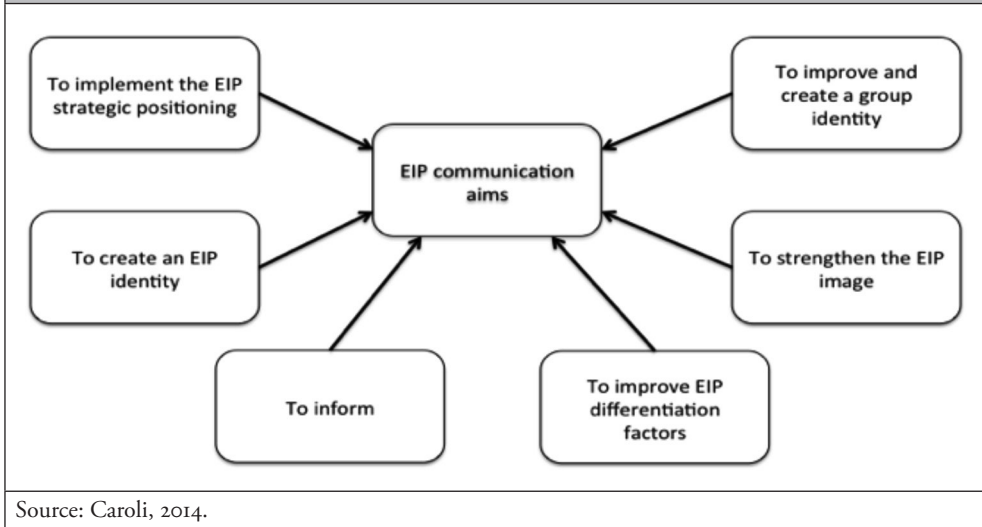 To implement the EIP
strategic positioning
To improve and
create a group
identity
EIP communication
aims
To create an EIP
identity
To strengthen the EIP
image
To inform
To improve EIP
differentiation
factors
Source: Caroli, 2014.